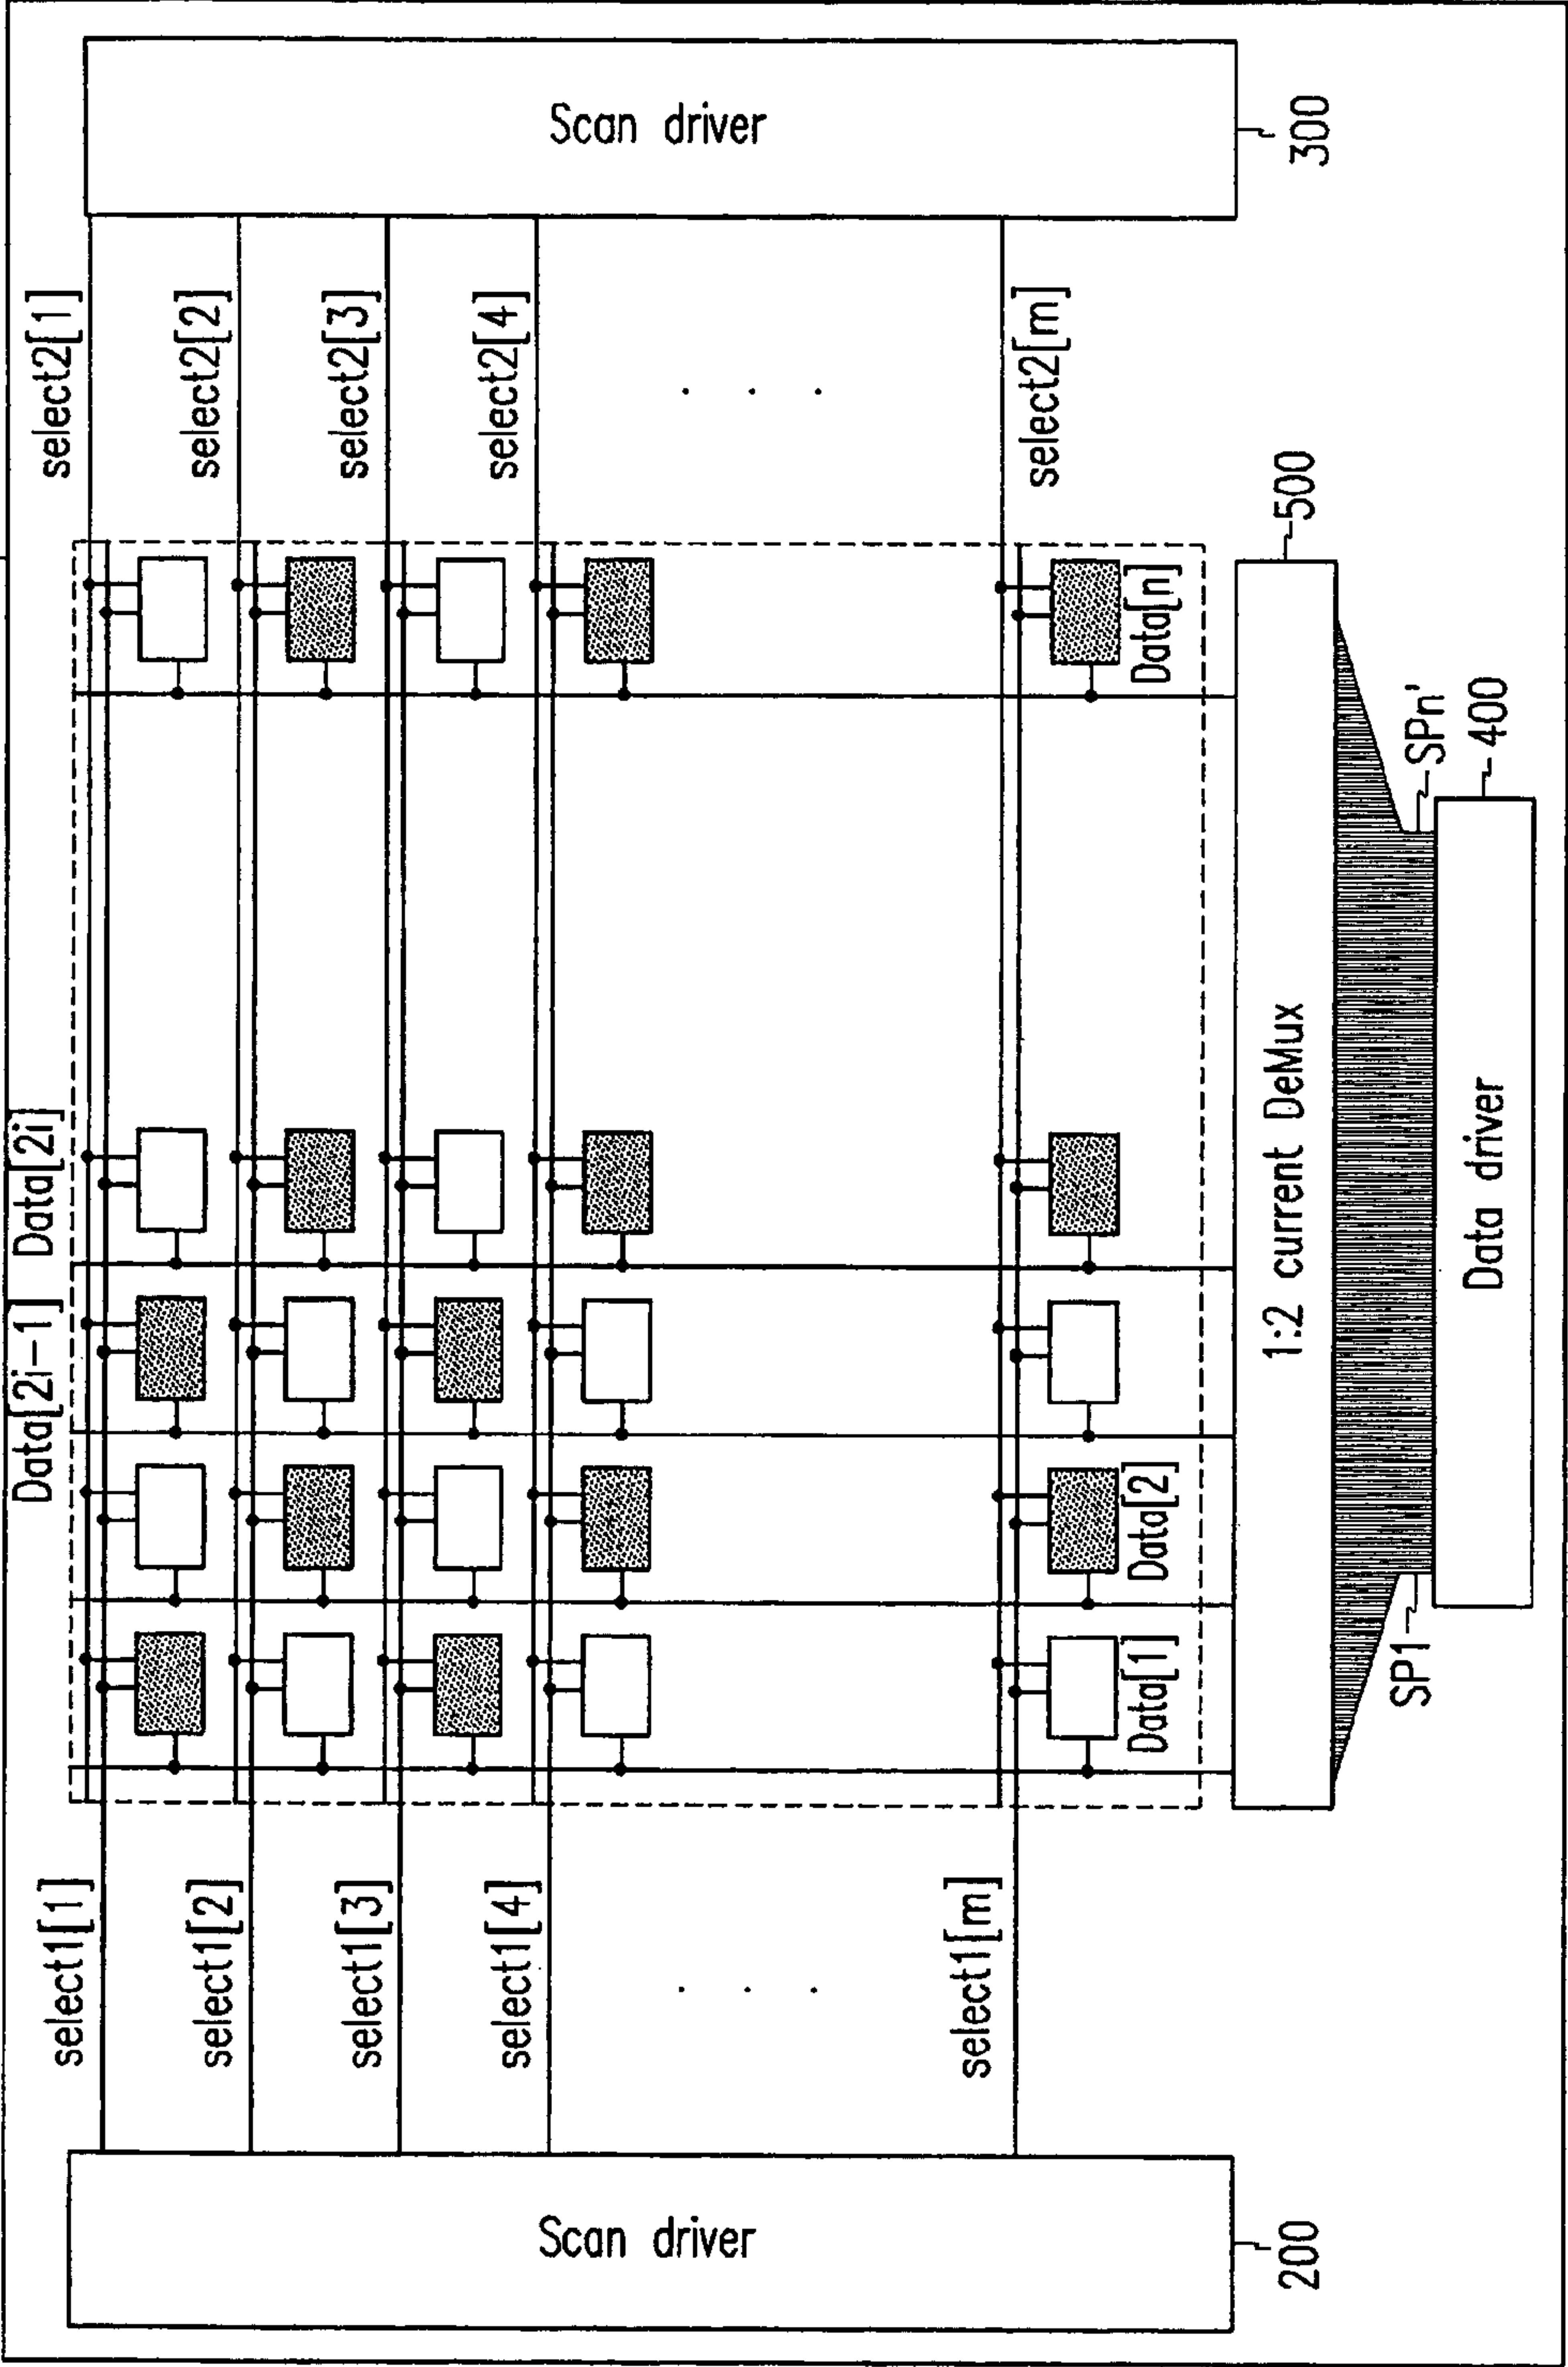 Data[2i-1] Data[2i]
select1[1]
select2[1]
select1[2]
select2[2]
select1[3]
select2[3]
select1[4]
select2[4]
. . .
. . .
select1[m]
select2[m]
Scan driver
Scan driver
Data[1]
Data[2]
Data[n]
200
300
1:2 current DeMux
500
SP1
SPn'
Data driver
400